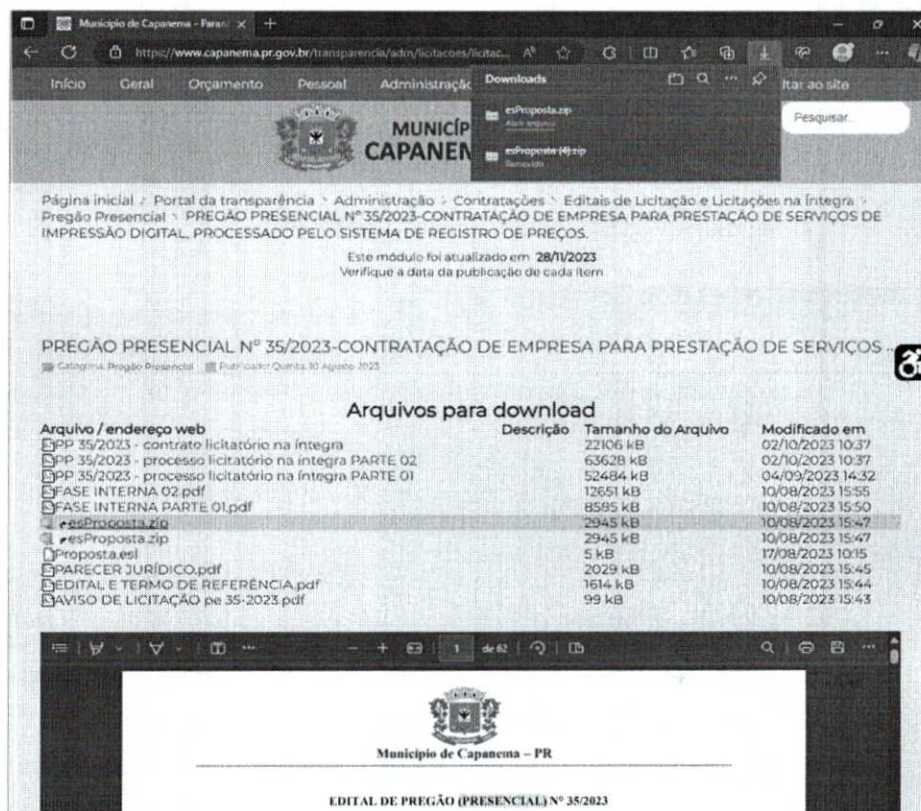 Município de Capanema - Paraná
https://www.capanema.pr.gov.br/transparencia/adm/licitacoes/licitac...
Início Geral Orçamento Pessoal Administração
Downloads
ltar ao site
esProposta.zip
Abrir arquivo
esProposta (4).zip
Removido
Pesquisar...
MUNICÍP
CAPANEM
Página inicial > Portal da transparência > Administração > Contratações > Editais de Licitação e Licitações na Íntegra >
Pregão Presencial > PREGÃO PRESENCIAL Nº 35/2023-CONTRATAÇÃO DE EMPRESA PARA PRESTAÇÃO DE SERVIÇOS DE
IMPRESSÃO DIGITAL, PROCESSADO PELO SISTEMA DE REGISTRO DE PREÇOS.
Este módulo foi atualizado em 28/11/2023
Verifique a data da publicação de cada item
PREGÃO PRESENCIAL Nº 35/2023-CONTRATAÇÃO DE EMPRESA PARA PRESTAÇÃO DE SERVIÇOS ...
Categoria: Pregão Presencial Publicado: Quinta, 10 Agosto 2023
Arquivos para download
Arquivo / endereço web Descrição Tamanho do Arquivo Modificado em
PP 35/2023 - contrato licitatório na íntegra 22106 kB 02/10/2023 10:37
PP 35/2023 - processo licitatório na íntegra PARTE 02 63628 kB 02/10/2023 10:37
PP 35/2023 - processo licitatório na íntegra PARTE 01 52484 kB 04/09/2023 14:32
FASE INTERNA 02.pdf 12651 kB 10/08/2023 15:55
FASE INTERNA PARTE 01.pdf 8595 kB 10/08/2023 15:50
esProposta.zip 2945 kB 10/08/2023 15:47
esProposta.zip 2945 kB 10/08/2023 15:47
Proposta.esl 5 kB 17/08/2023 10:15
PARECER JURÍDICO.pdf 2029 kB 10/08/2023 15:45
EDITAL E TERMO DE REFERÊNCIA.pdf 1614 kB 10/08/2023 15:44
AVISO DE LICITAÇÃO pe 35-2023.pdf 99 kB 10/08/2023 15:43
1 de 62
Município de Capanema – PR
EDITAL DE PREGÃO (PRESENCIAL) Nº 35/2023